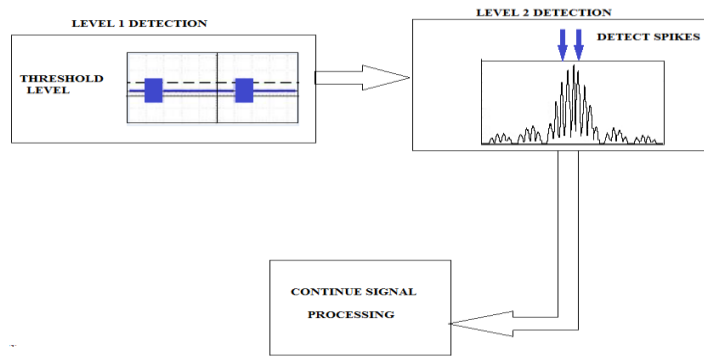 LEVEL 1 DETECTION
THRESHOLD
LEVEL
LEVEL 2 DETECTION
DETECT SPIKES
CONTINUE SIGNAL
PROCESSING